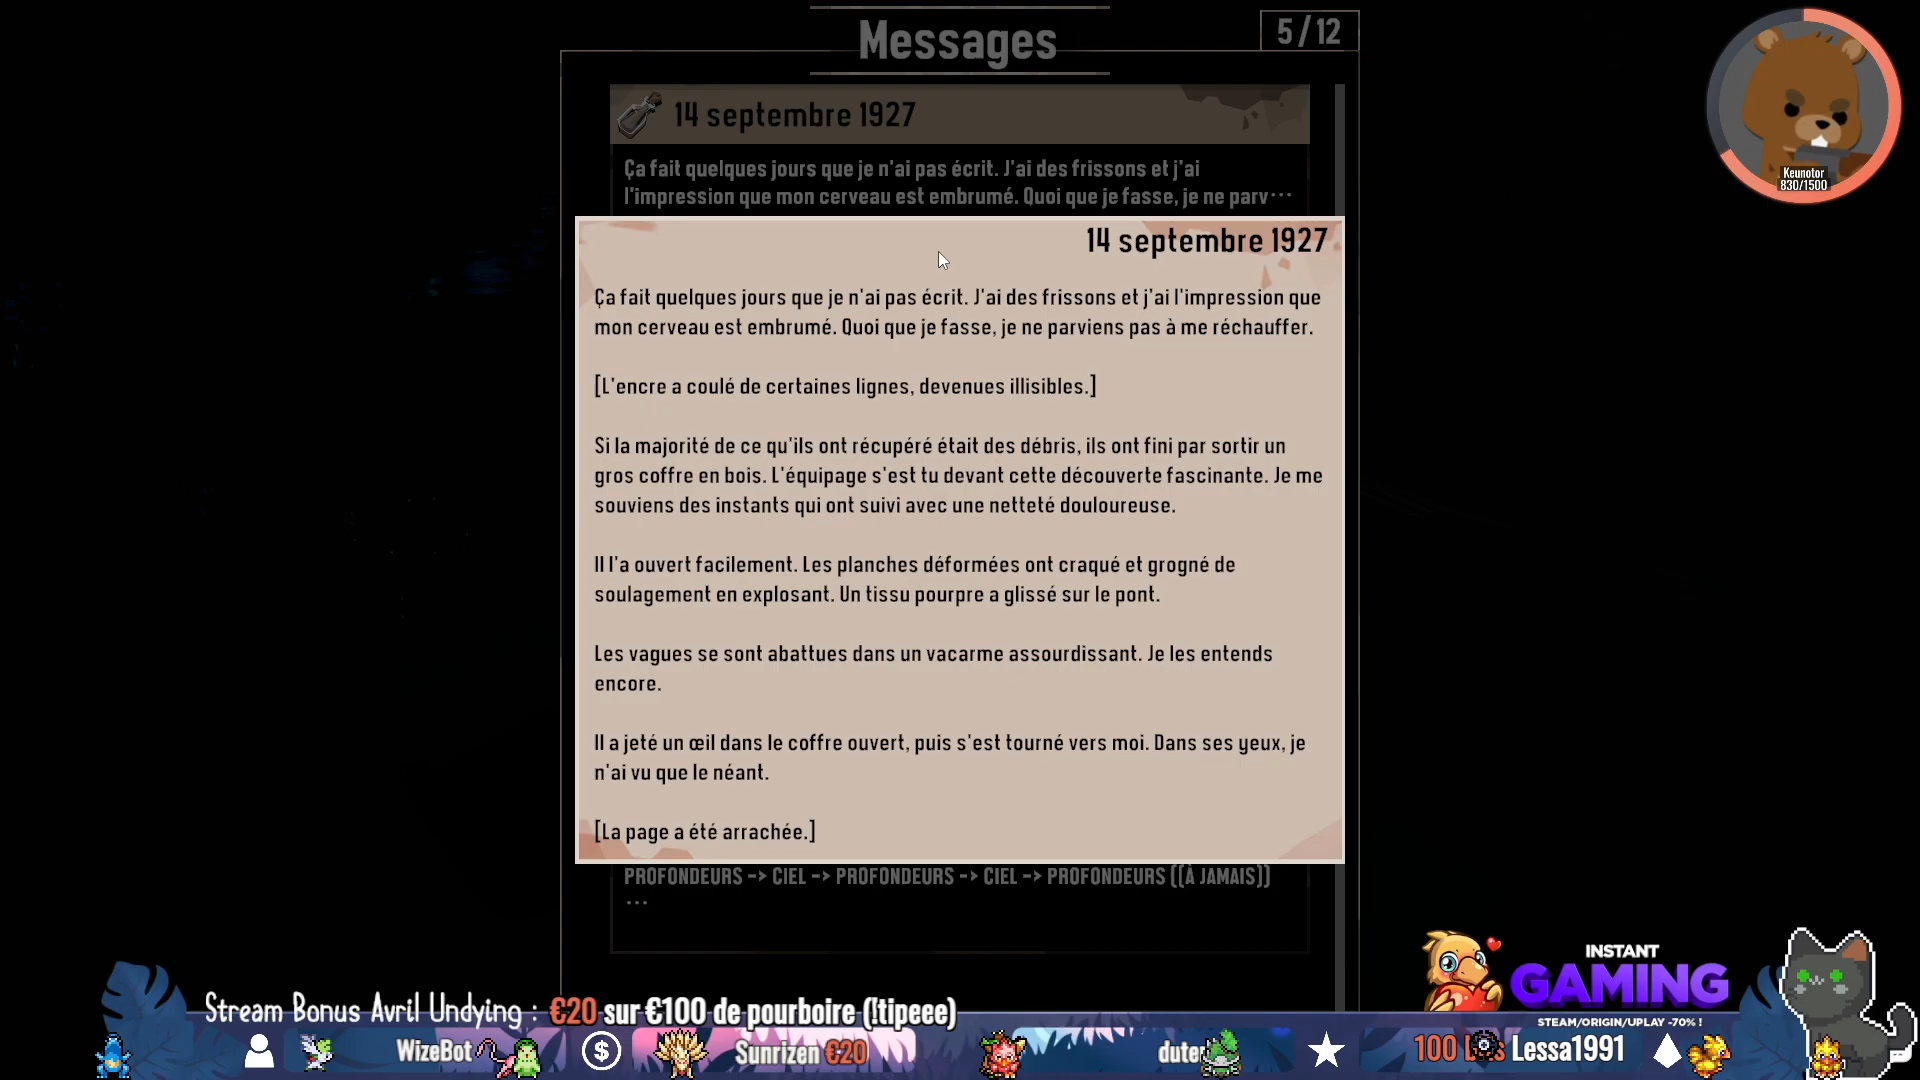 Messages
5/12
14 septembre 1927
Ça fait quelques jours que je n'ai pas écrit. J'ai des frissons et j'ai
l'impression que mon cerveau est embrumé. Quoi que je fasse, je ne parv...
Keunotor
830/1500
14 septembre 1927
Ça fait quelques jours que je n'ai pas écrit. J'ai des frissons et j'ai l'impression que
mon cerveau est embrumé. Quoi que je fasse, je ne parviens pas à me réchauffer.
[L'encre a coulé de certaines lignes, devenues illisibles.]
Si la majorité de ce qu'ils ont récupéré était des débris, ils ont fini par sortir un
gros coffre en bois. L'équipage s'est tu devant cette découverte fascinante. Je me
souviens des instants qui ont suivi avec une netteté douloureuse.
Il l'a ouvert facilement. Les planches déformées ont craqué et grogné de
soulagement en explosant. Un tissu pourpre a glissé sur le pont.
Les vagues se sont abattues dans un vacarme assourdissant. Je les entends
encore.
Il a jeté un œil dans le coffre ouvert, puis s'est tourné vers moi. Dans ses yeux, je
n'ai vu que le néant.
[La page a été arrachée.]
PROFONDEURS -> CIEL -> PROFONDEURS -> CIEL -> PROFONDEURS ((À JAMAIS))
...
INSTANT
GAMING
STEAM/ORIGIN/UPLAY -70% !
Stream Bonus Avril Undying : €20 sur €100 de pourboire (!tipeee)
WizeBot
Sunrizen €20
duter
100 Lessa1991